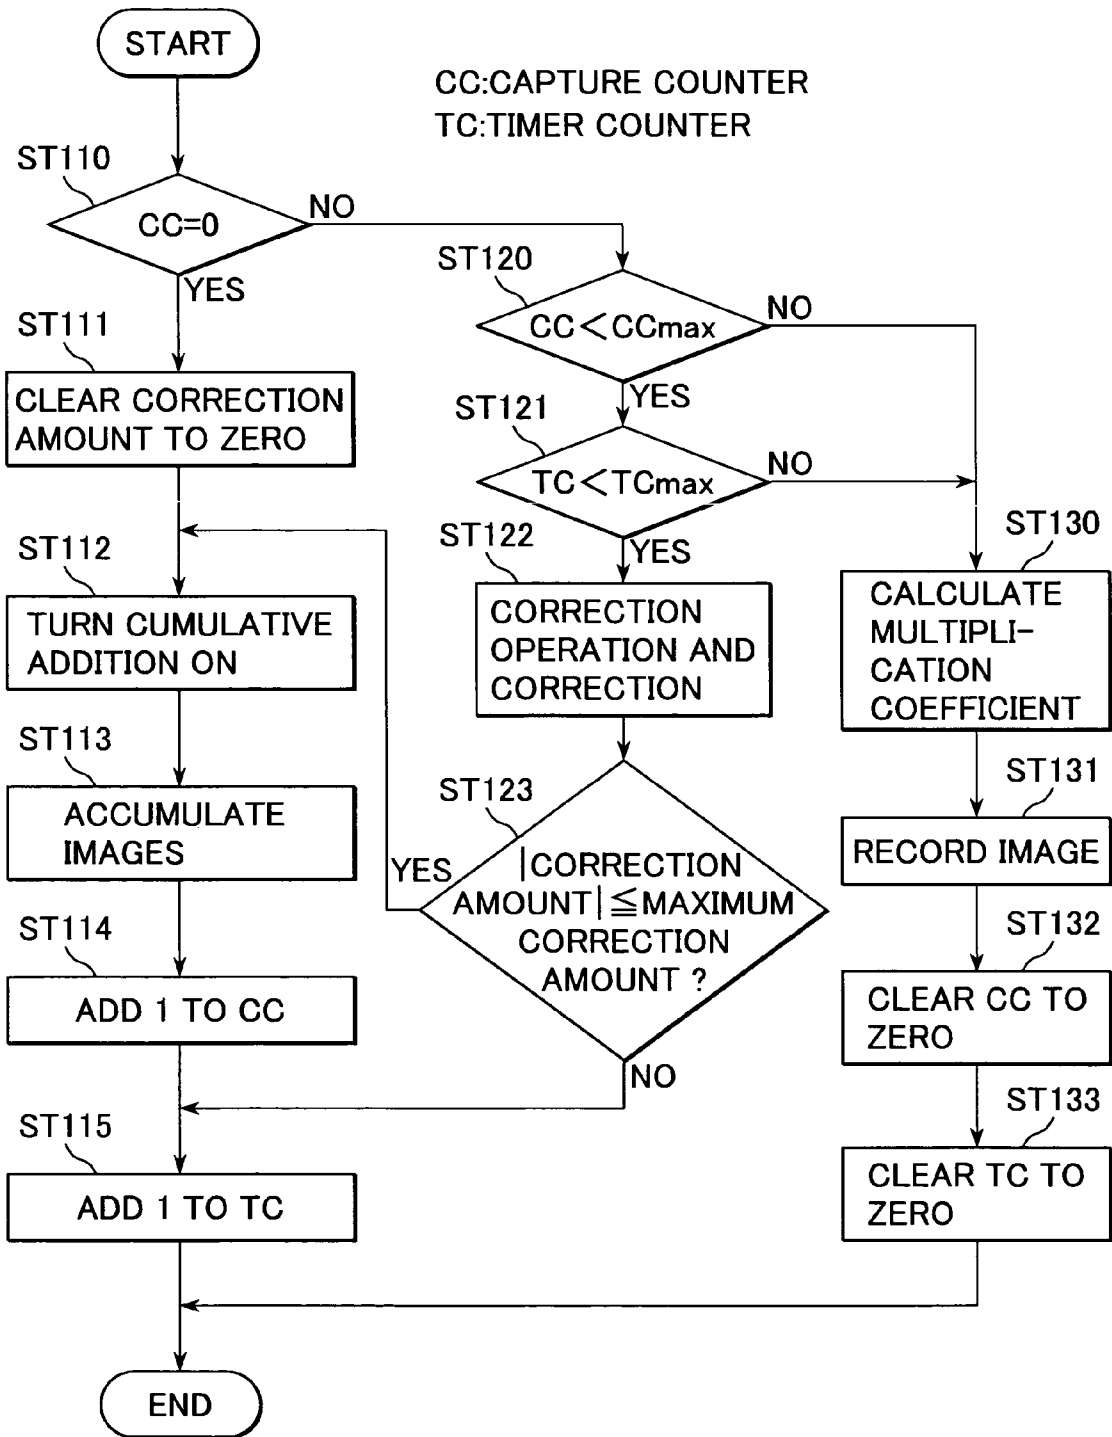 START
CC:CAPTURE COUNTER
TC:TIMER COUNTER
ST110
CC=0
NO
YES
ST120
CC<CCmax
NO
YES
ST111
CLEAR CORRECTION
AMOUNT TO ZERO
ST121
TC<TCmax
NO
YES
ST112
TURN CUMULATIVE
ADDITION ON
ST122
CORRECTION
OPERATION AND
CORRECTION
ST130
CALCULATE
MULTIPLI-
CATION
COEFFICIENT
ST113
ACCUMULATE
IMAGES
ST123
YES
|CORRECTION
AMOUNT|≦MAXIMUM
CORRECTION
AMOUNT ?
NO
ST131
RECORD IMAGE
ST114
ADD 1 TO CC
ST132
CLEAR CC TO
ZERO
ST115
ADD 1 TO TC
ST133
CLEAR TC TO
ZERO
END